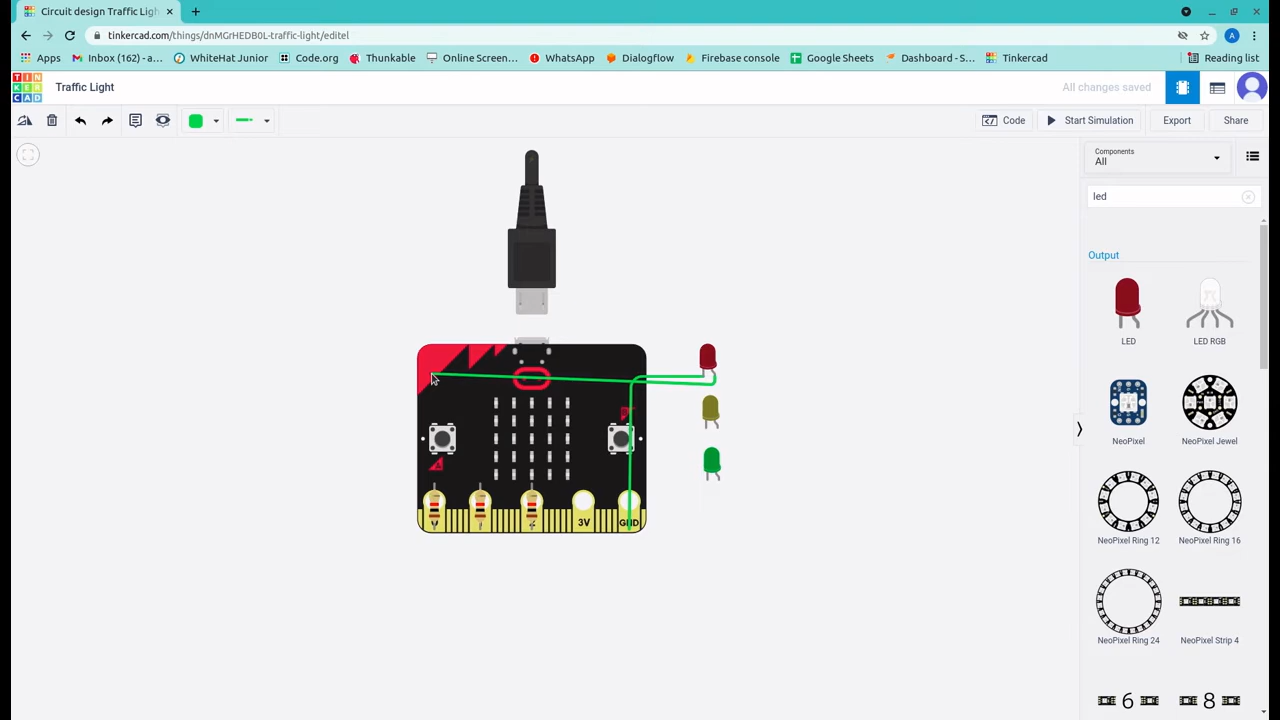 Circuit design Traffic Ligh
tinkercad.com/things/dnMGrHEDB0L-traffic-light/editel
A
Apps
Inbox (162) - a...
WhiteHat Junior
Code.org
Thunkable
Online Screen...
WhatsApp
Dialogflow
Firebase console
Google Sheets
Dashboard - S...
Tinkercad
Reading list
TIN
KER
CAD
Traffic Light
All changes saved
Code
Start Simulation
Export
Share
Components
All
led
Output
LED
LED RGB
NeoPixel
NeoPixel Jewel
NeoPixel Ring 12
NeoPixel Ring 16
NeoPixel Ring 24
NeoPixel Strip 4
6
8
B
A
3V
GND